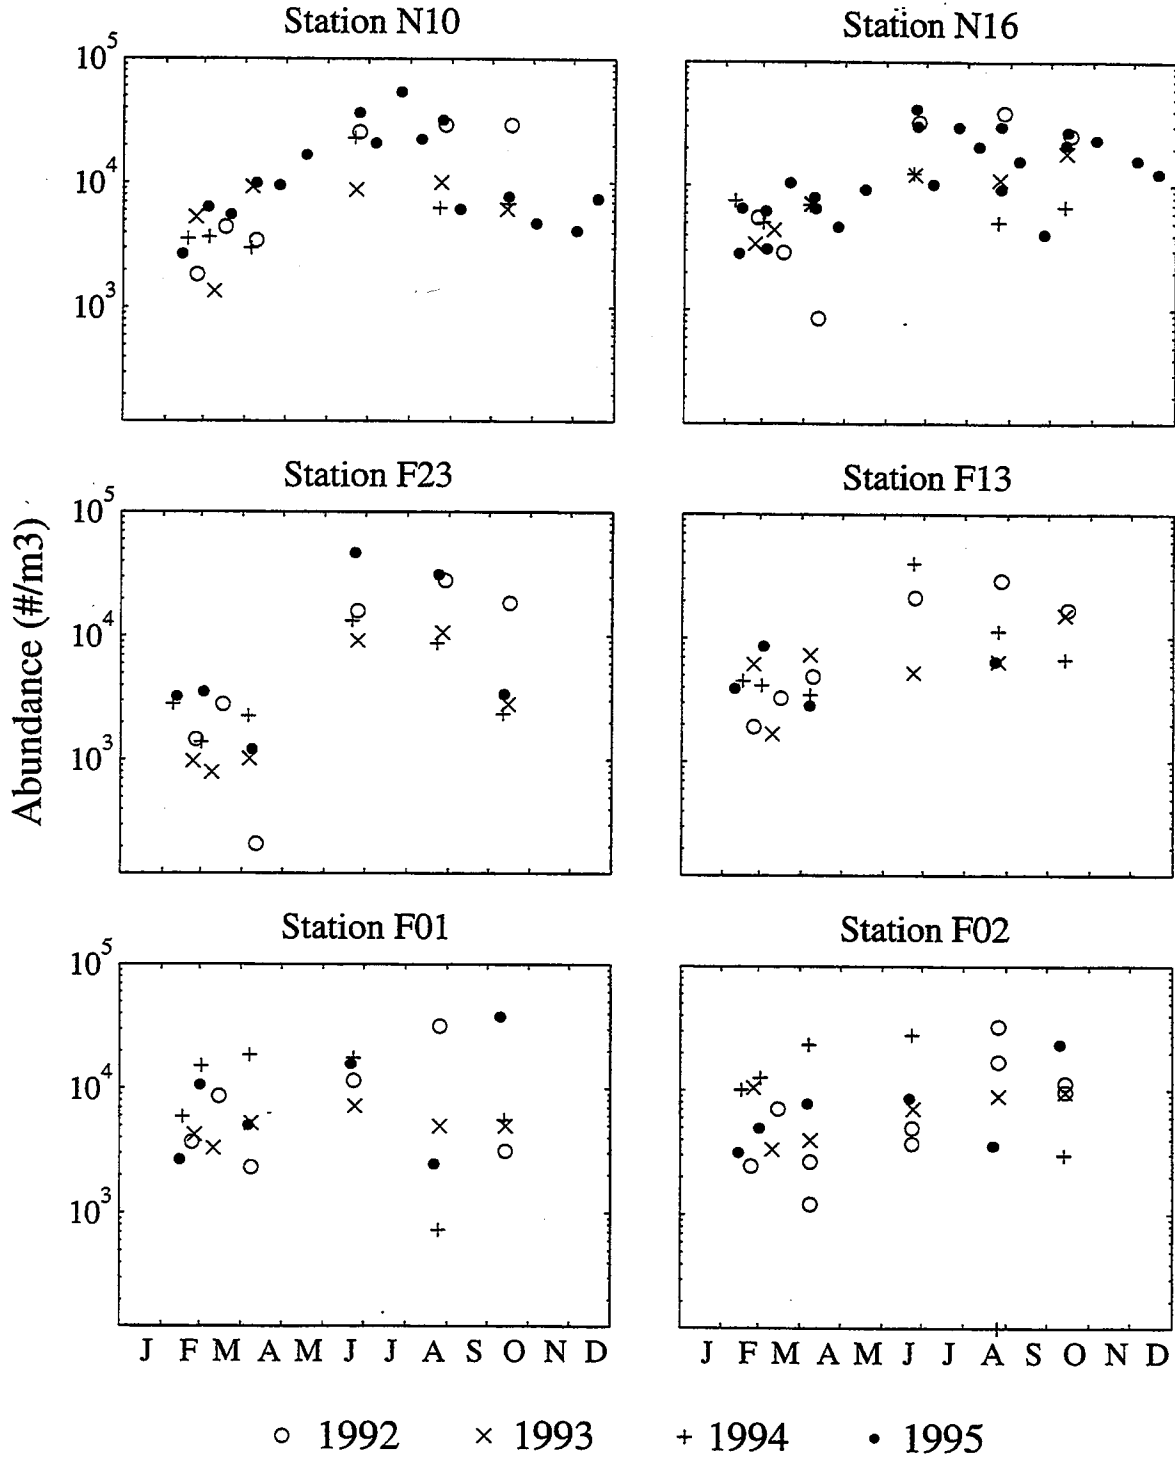 Station N10
Station N16
10^5
10^4
10^3
Station F23
Station F13
10^5
10^4
10^3
Abundance (#/m3)
Station F01
Station F02
10^5
10^4
10^3
J F M A M J J A S O N D
J F M A M J J A S O N D
1992
1993
1994
1995